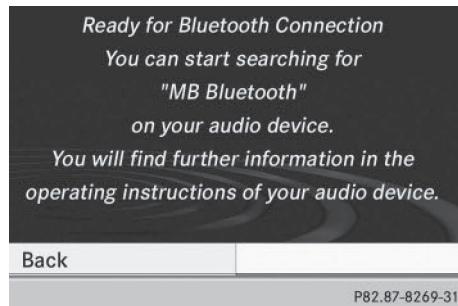 Ready for Bluetooth Connection
You can start searching for
"MB Bluetooth"
on your audio device.
You will find further information in the
operating instructions of your audio device.
Back
P82.87-8269-31